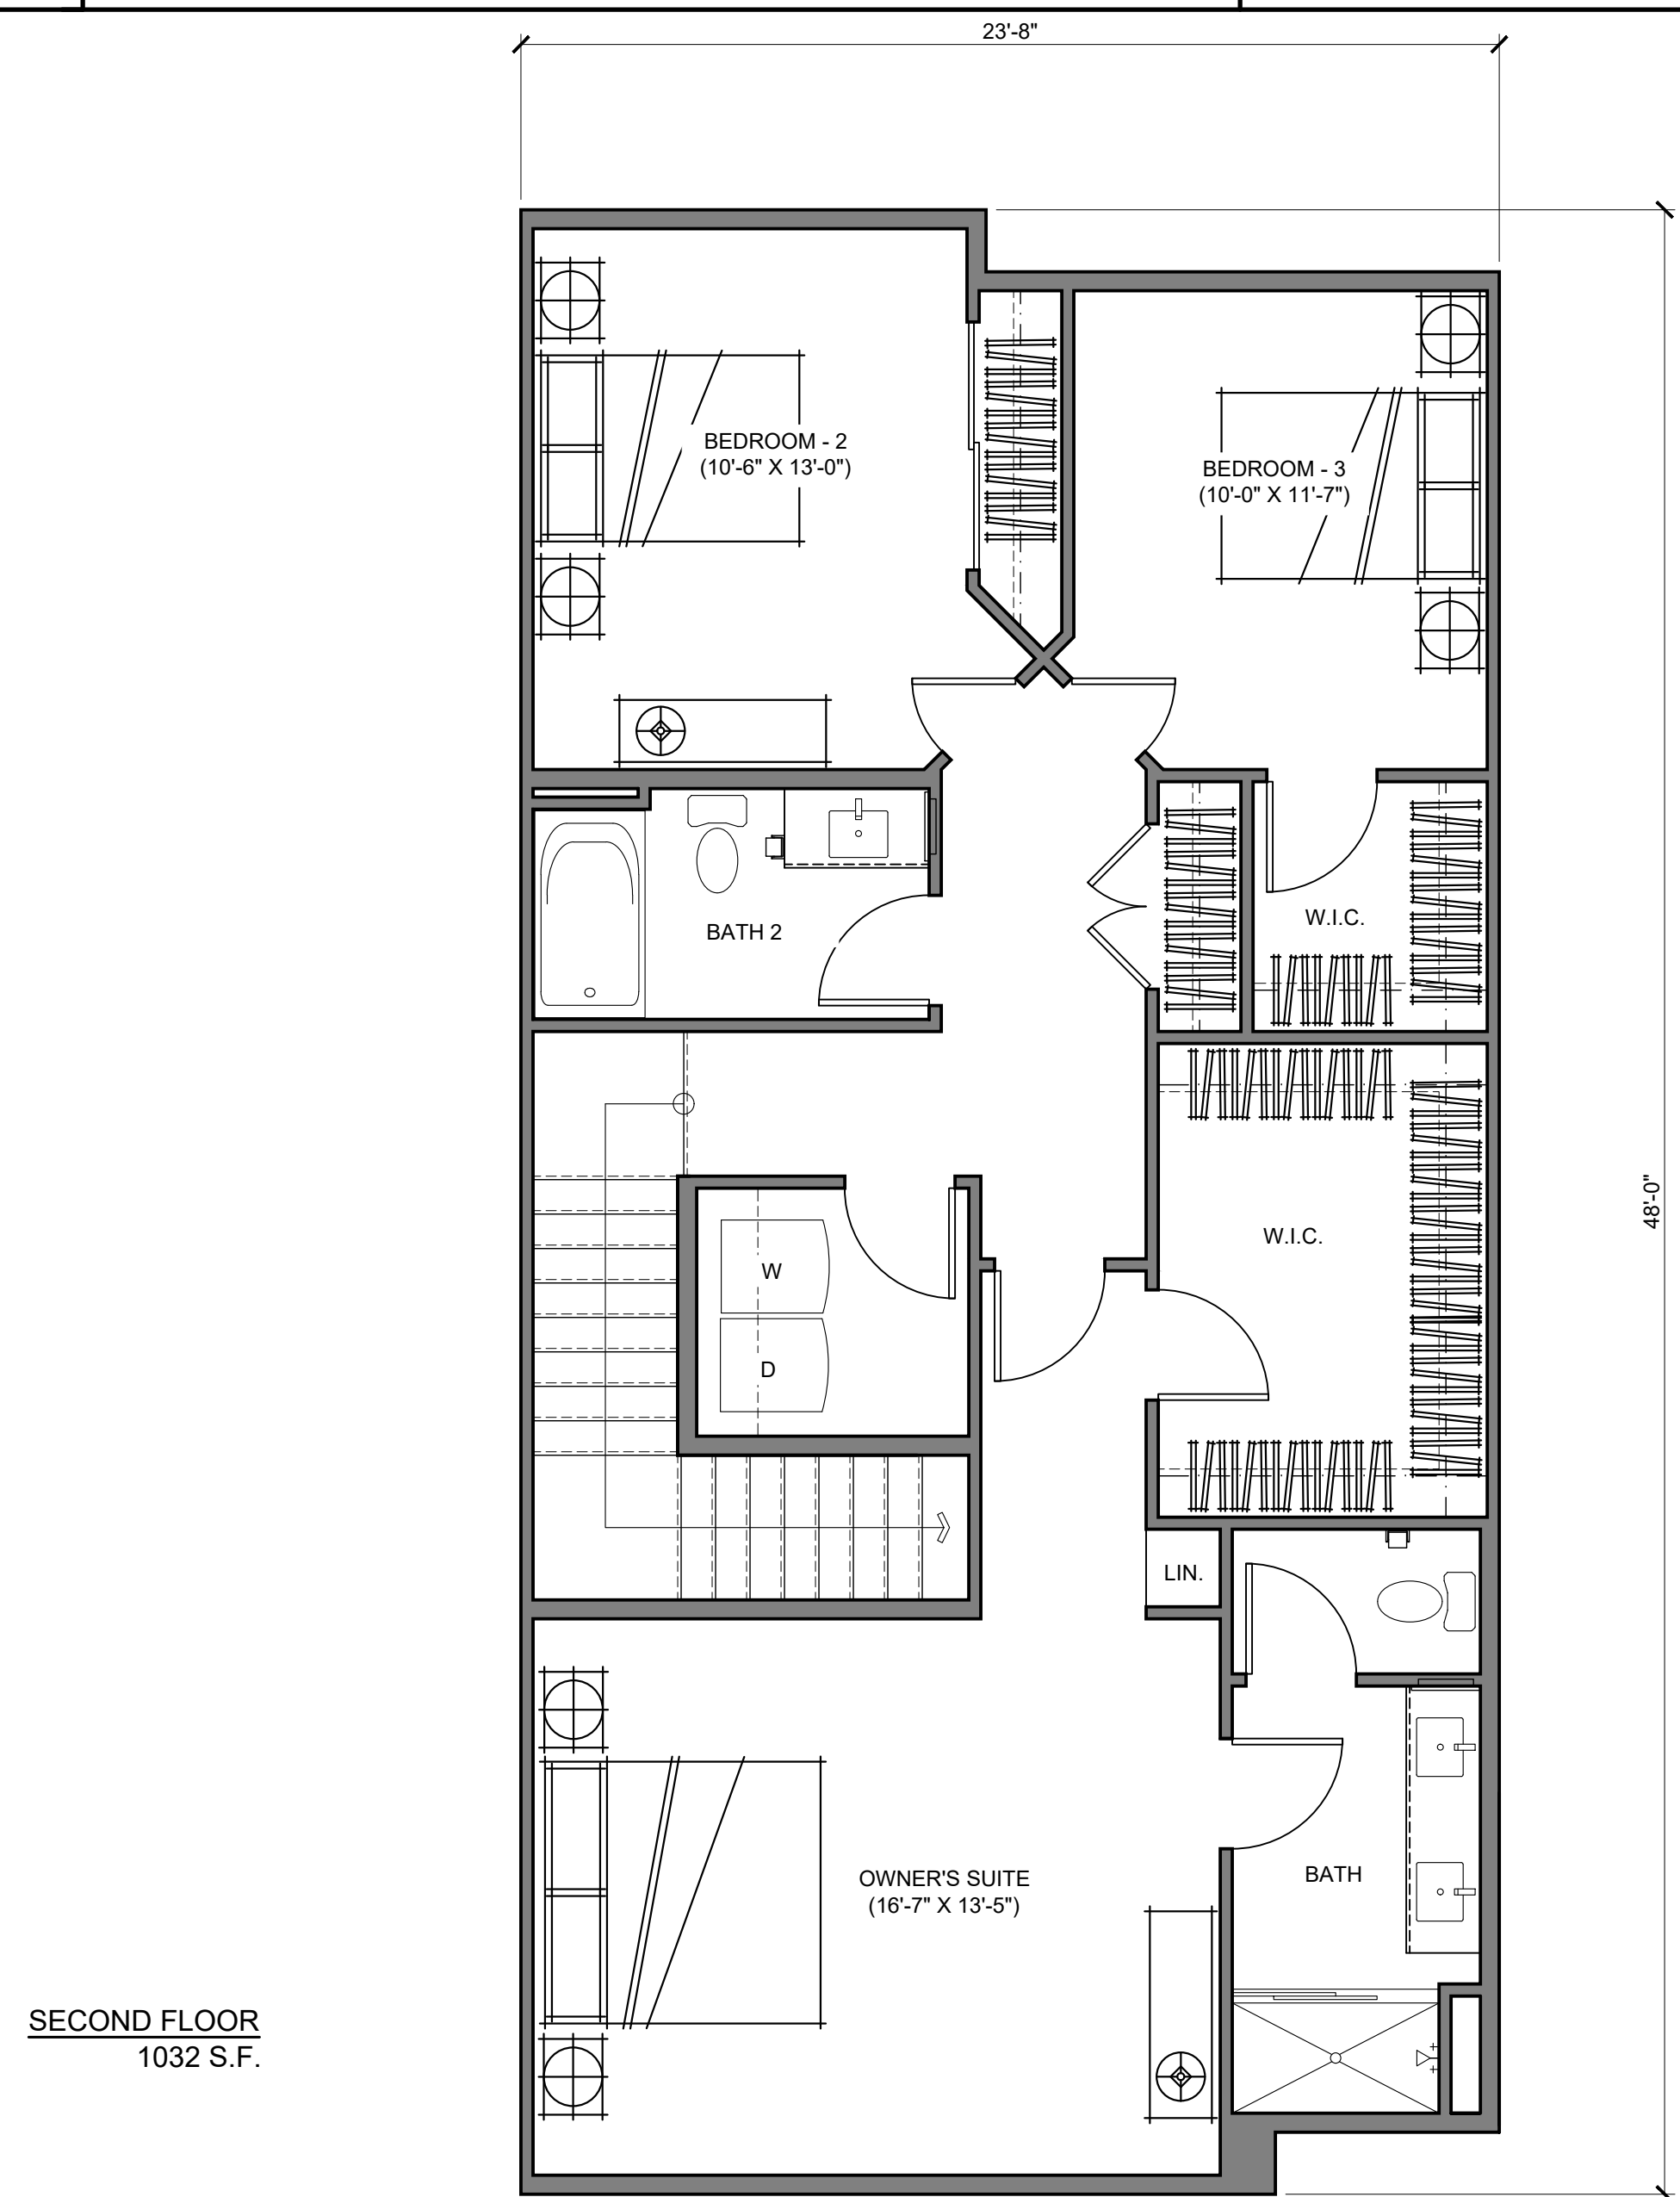 23'-8"
BEDROOM - 2
(10'-6" X 13'-0")
BEDROOM - 3
(10'-0" X 11'-7")
W.I.C.
BATH 2
48'-0"
W.I.C.
W
D
LIN.
BATH
OWNER'S SUITE
(16'-7" X 13'-5")
SECOND FLOOR
1032 S.F.